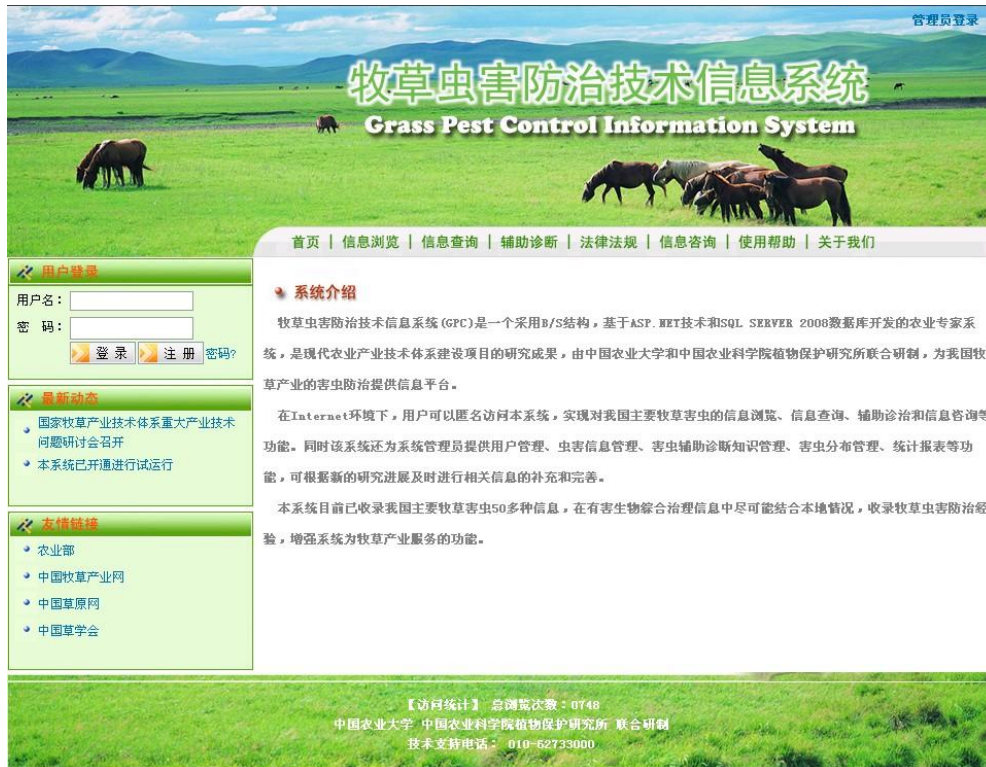 管理员登录
牧草虫害防治技术信息系统
Grass Pest Control Information System
首页 | 信息浏览 | 信息查询 | 辅助诊断 | 法律法规 | 信息咨询 | 使用帮助 | 关于我们
用户登录
用户名：
密 码：
登 录 注 册 密码?
最新动态
国家牧草产业技术体系重大产业技术
问题研讨会召开
本系统已开通进行试运行
友情链接
农业部
中国牧草产业网
中国草原网
中国草学会
系统介绍
牧草虫害防治技术信息系统(GPC)是一个采用B/S结构，基于ASP.NET技术和SQL SERVER 2008数据库开发的农业专家系
统，是现代农业产业技术体系建设项目的研究成果，由中国农业大学和中国农业科学院植物保护研究所联合研制，为我国牧
草产业的害虫防治提供信息平台。
在Internet环境下，用户可以匿名访问本系统，实现对我国主要牧草害虫的信息浏览、信息查询、辅助诊治和信息咨询等
功能。同时该系统还为系统管理员提供用户管理、虫害信息管理、害虫辅助诊断知识管理、害虫分布管理、统计报表等功
能，可根据新的研究进展及时进行相关信息的补充和完善。
本系统目前已收录我国主要牧草害虫50多种信息，在有害生物综合治理信息中尽可能结合本地情况，收录牧草虫害防治经
验，增强系统为牧草产业服务的功能。
【访问统计】 总浏览次数：0748
中国农业大学 中国农业科学院植物保护研究所 联合研制
技术支持电话： 010-62733000